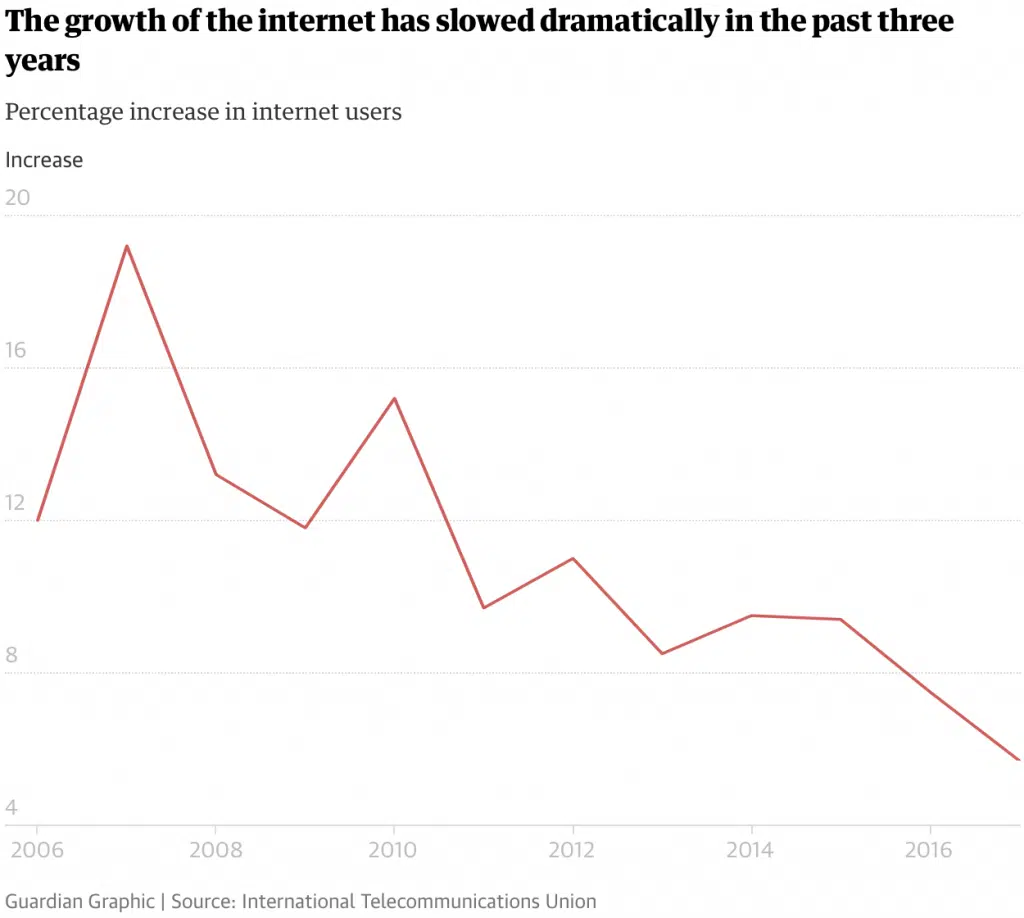 The growth of the internet has slowed dramatically in the past three
years
Percentage increase in internet users
Increase
20
16
12
8
4
2006 2008 2010 2012 2014 2016
Guardian Graphic | Source: International Telecommunications Union